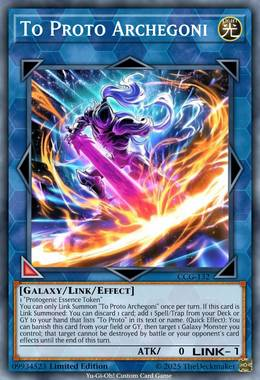 To Proto Archegoni
光
CCG-132
[GALAXY/LINK/EFFECT]
1 "Protogenic Essence Token"
You can only Link Summon "To Proto Archegoni" once per turn. If this card is
Link Summoned: You can discard 1 card; add 1 Spell/Trap from your Deck or
GY to your hand that lists "To Proto" in its text or name. (Quick Effect): You can
banish this card from your field or GY, then target 1 Galaxy Monster you
control; that target cannot be destroyed by battle or your opponent's card
effects until the end of this turn.
ATK/ 0 LINK-1
09934523 Limited Edition © 2025 TheDeckmaker
Yu-Gi-Oh! Custom Card Game